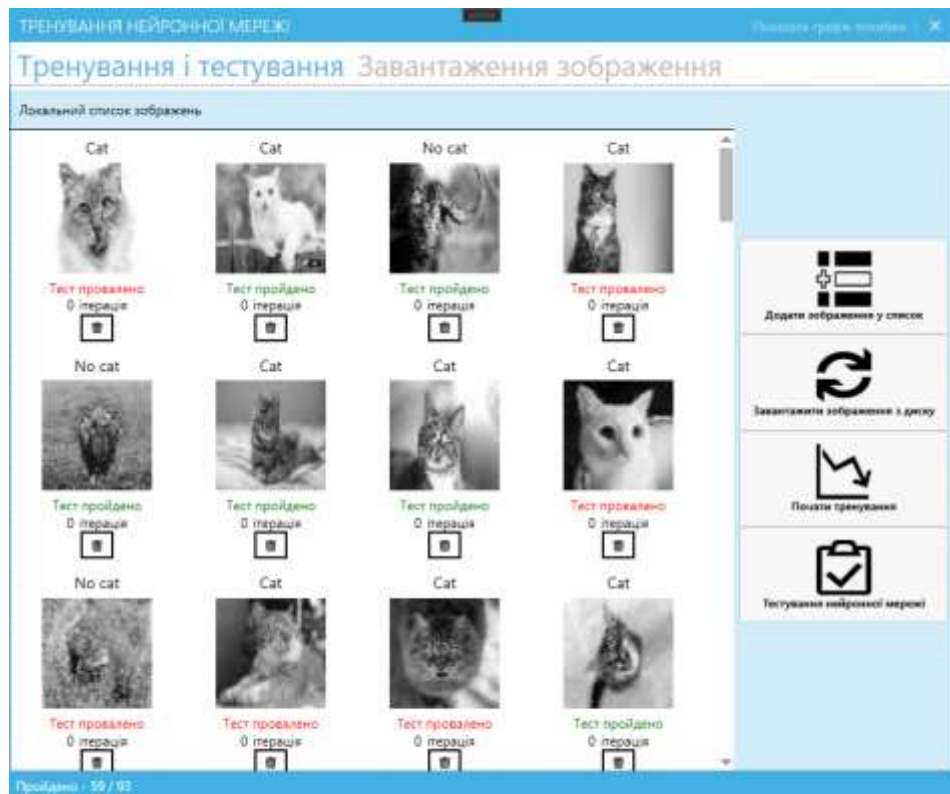 ТРЕНУВАННЯ НЕЙРОННОЇ МЕРЕЖІ
Показати графік похибки
Тренування і тестування Завантаження зображення
Локальний список зображень
Cat Cat No cat Cat
Тест провалено Тест пройдено Тест пройдено Тест провалено
0 ітерація 0 ітерація 0 ітерація 0 ітерація
No cat Cat Cat Cat
Тест пройдено Тест пройдено Тест пройдено Тест провалено
0 ітерація 0 ітерація 0 ітерація 0 ітерація
No cat Cat Cat Cat
Тест провалено Тест провалено Тест провалено Тест пройдено
0 ітерація 0 ітерація 0 ітерація 0 ітерація
Додати зображення у список
Завантажити зображення з диску
Почати тренування
Тестування нейронної мережі
Пройдено - 59 / 93